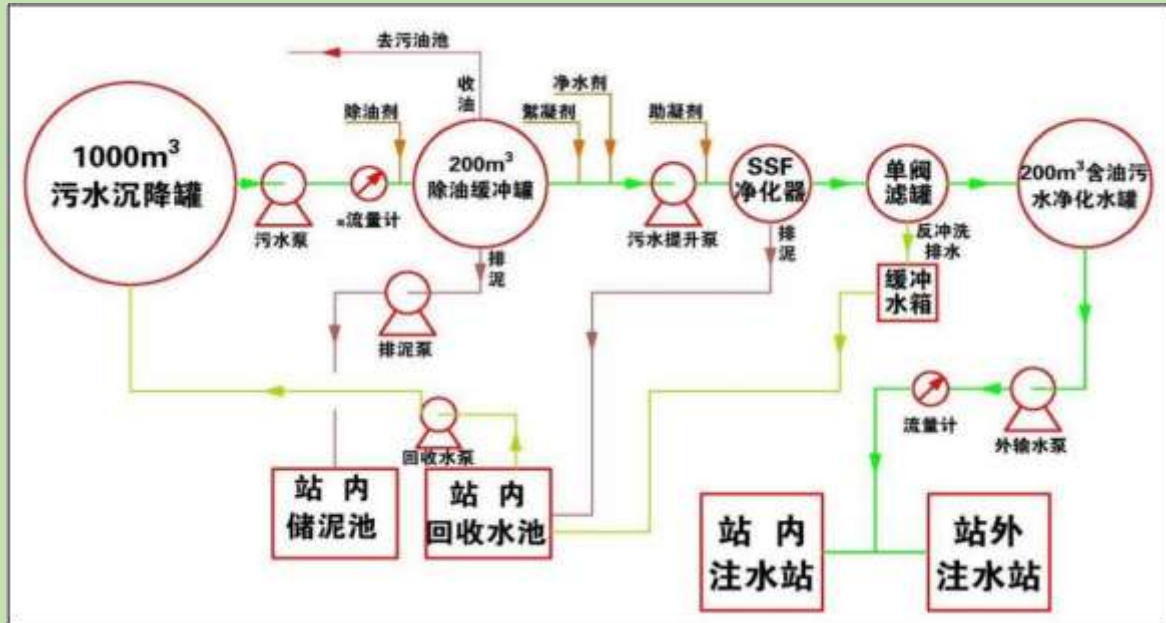 去污油池
收油
净水剂
除油剂
絮凝剂
助凝剂
1000m³
污水沉降罐
200m³
除油缓冲罐
SSF
净化器
单阀
滤罐
200m³含油污
水净化水罐
污水泵
流量计
污水提升泵
排泥
排泥
反冲洗
排水
缓冲
水箱
排泥泵
流量计
外输水泵
回收水泵
站内
储泥池
站内
回收水池
站内
注水站
站外
注水站